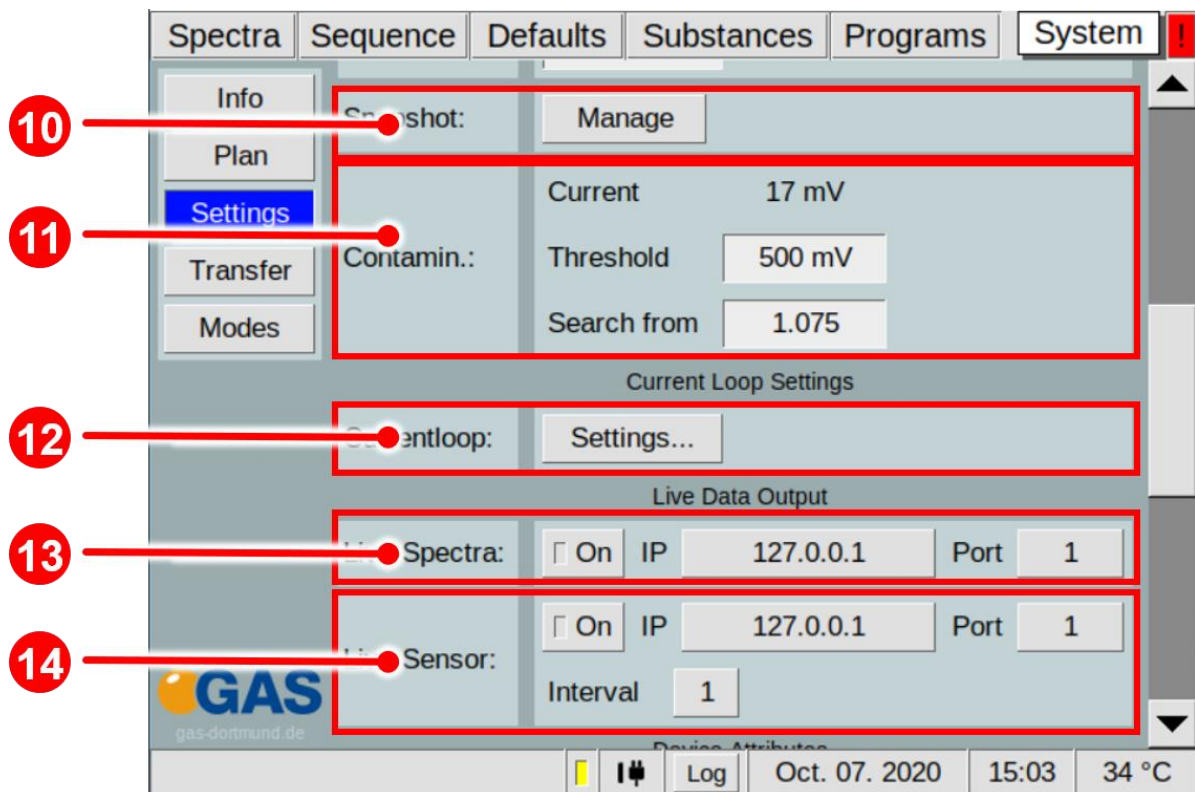 Spectra Sequence Defaults Substances Programs System !
Info
Plan
Settings
Transfer
Modes
10 Manage
11 Contamin.:
Current 17 mV
Threshold 500 mV
Search from 1.075
Current Loop Settings
12 Settings...
Live Data Output
13 Spectra: On IP 127.0.0.1 Port 1
14 Sensor: On IP 127.0.0.1 Port 1
Interval 1
GAS
gas-dortmund.de
Device Attributes
Log Oct. 07. 2020 15:03 34 °C